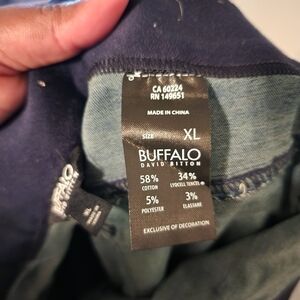 CA 60224
RN 149651
MADE IN CHINA
SIZE XL
BUFFALO
DAVID BITTON
58% 34%
COTTON LYOCELL TENCEL
5% 3%
POLYESTER ELASTANE
EXCLUSIVE OF DECORATION
BUFFALO